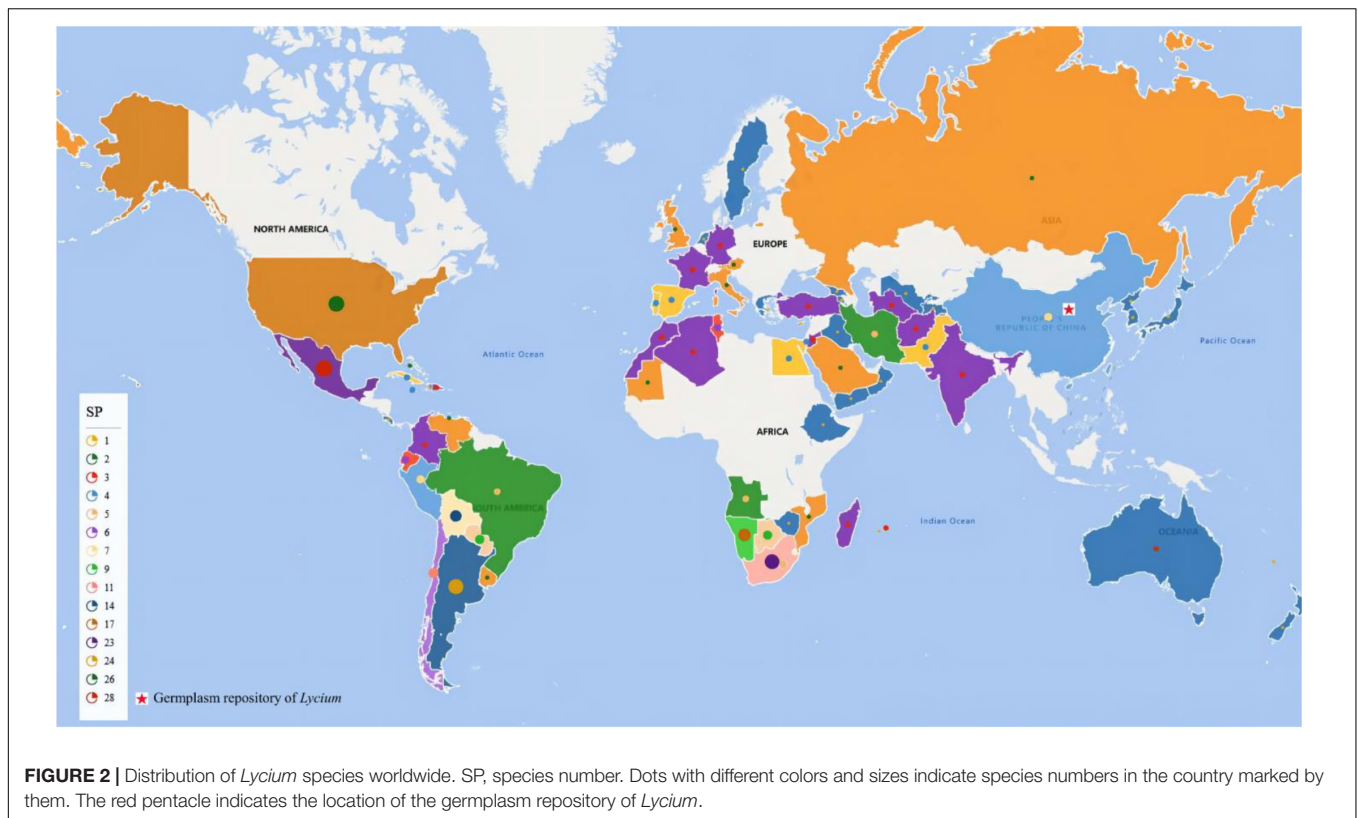 NORTH AMERICA
EUROPE
ASIA
PEOPLE'S
REPUBLIC OF CHINA
Atlantic Ocean
Pacific Ocean
AFRICA
SOUTH AMERICA
Indian Ocean
OCEANIA
SP
1
2
3
4
5
6
7
9
11
14
17
23
24
26
28
Germplasm repository of Lycium
FIGURE 2 | Distribution of Lycium species worldwide. SP, species number. Dots with different colors and sizes indicate species numbers in the country marked by
them. The red pentacle indicates the location of the germplasm repository of Lycium.